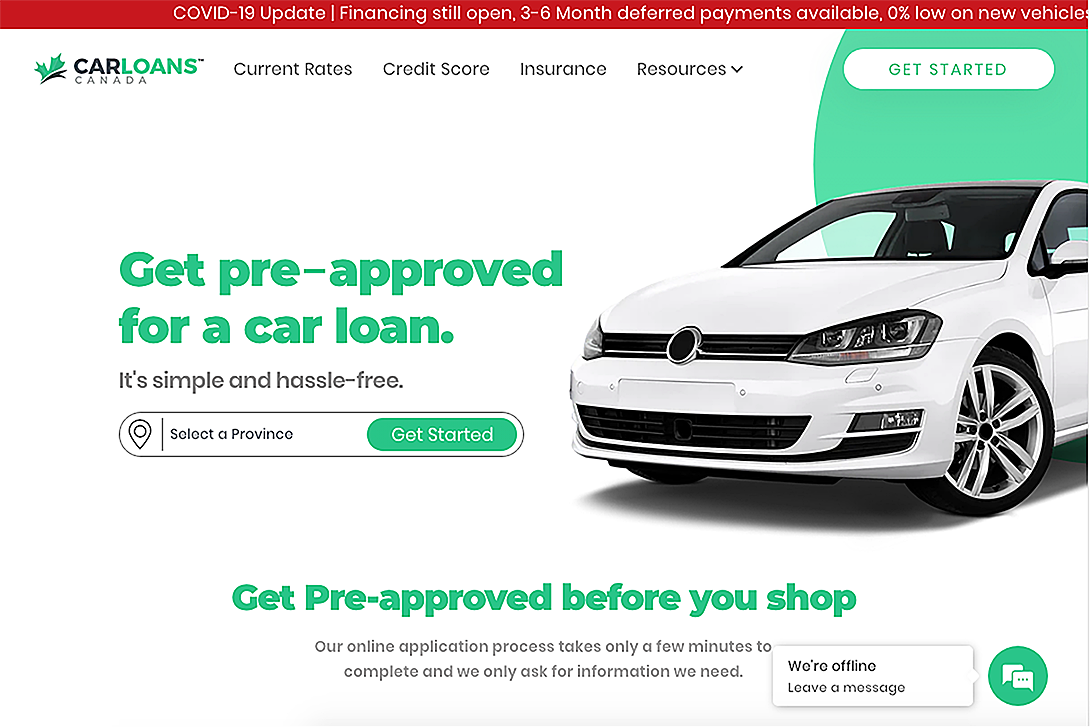 COVID-19 Update | Financing still open, 3-6 Month deferred payments available, 0% low on new vehicles
CARLOANS™
CANADA
Current Rates
Credit Score
Insurance
Resources
GET STARTED
Get pre-approved
for a car loan.
It's simple and hassle-free.
Select a Province
Get Started
Get Pre-approved before you shop
Our online application process takes only a few minutes to
complete and we only ask for information we need.
We're offline
Leave a message